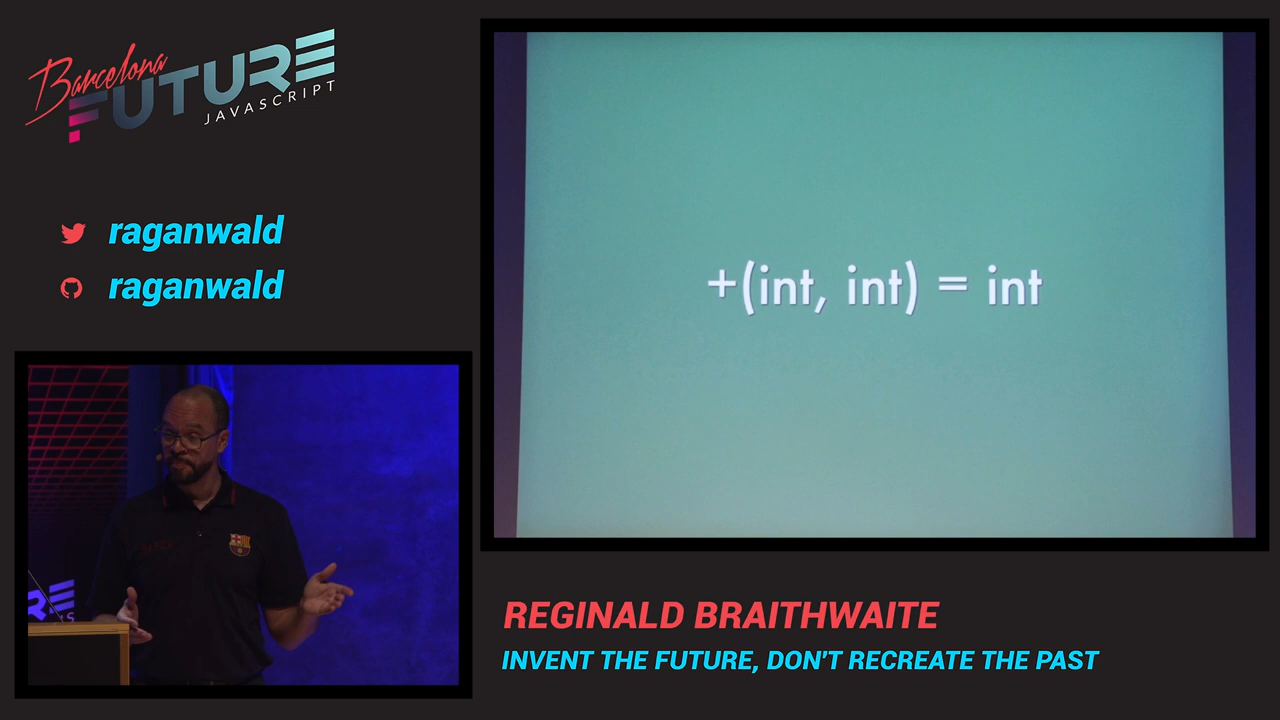 Barcelona
FUTURE
JAVASCRIPT
raganwald
raganwald
+(int, int) = int
REGINALD BRAITHWAITE
INVENT THE FUTURE, DON'T RECREATE THE PAST